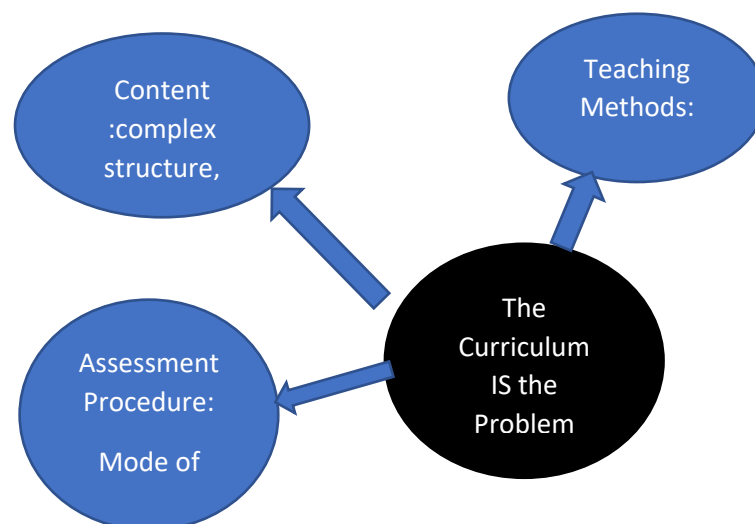 Content
:complex
structure,
Teaching
Methods:
The
Curriculum
IS the
Problem
Assessment
Procedure:
Mode of